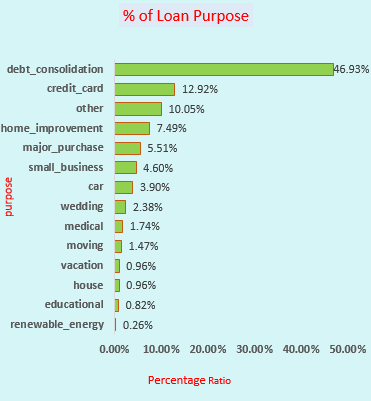 % of Loan Purpose
debt_consolidation 46.93%
credit_card 12.92%
other 10.05%
home_improvement 7.49%
major_purchase 5.51%
small_business 4.60%
car 3.90%
wedding 2.38%
medical 1.74%
moving 1.47%
vacation 0.96%
house 0.96%
educational 0.82%
renewable_energy 0.26%
purpose
0.00% 10.00% 20.00% 30.00% 40.00% 50.00%
Percentage Ratio